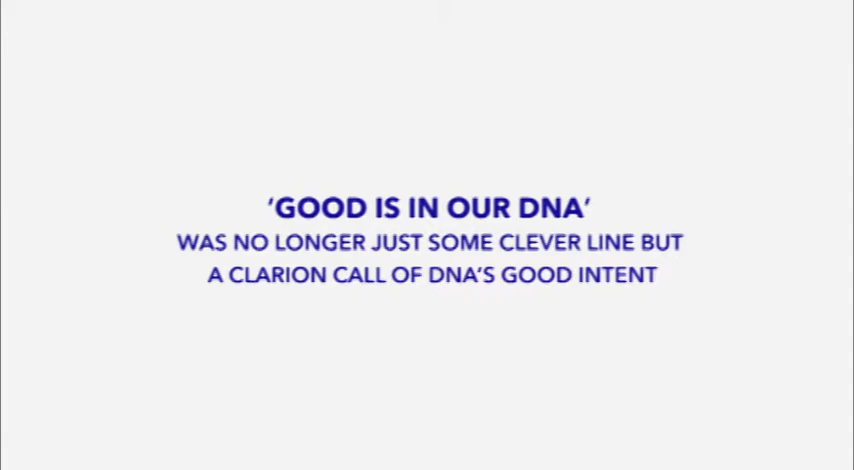 ‘GOOD IS IN OUR DNA’
WAS NO LONGER JUST SOME CLEVER LINE BUT
A CLARION CALL OF DNA’S GOOD INTENT